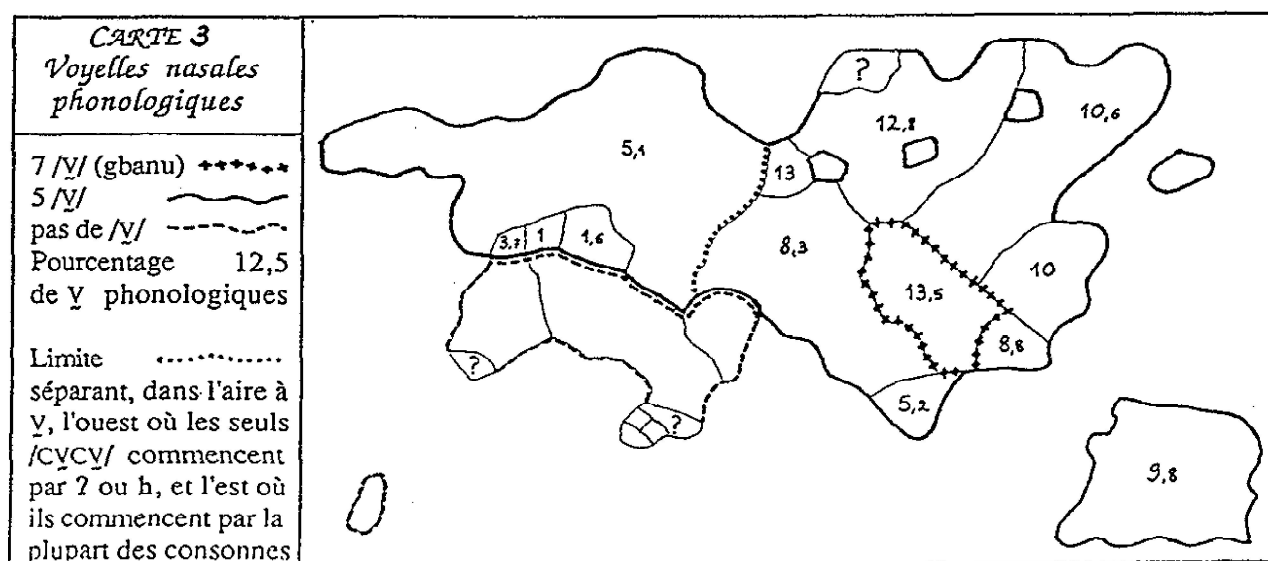 CARTE 3
Voyelles nasales
phonologiques
7 /V̰/ (gbanu)
5 /V̰/
pas de /V̰/
Pourcentage 12,5
de V̰ phonologiques
Limite
séparant, dans l'aire à
V̰, l'ouest où les seuls
/CV̰CV̰/ commencent
par ʔ ou h, et l'est où
ils commencent par la
plupart des consonnes
?
10,6
12,8
5,1
13
3,7 1 1,6
8,3
10
13,5
8,8
?
5,2
?
9,8